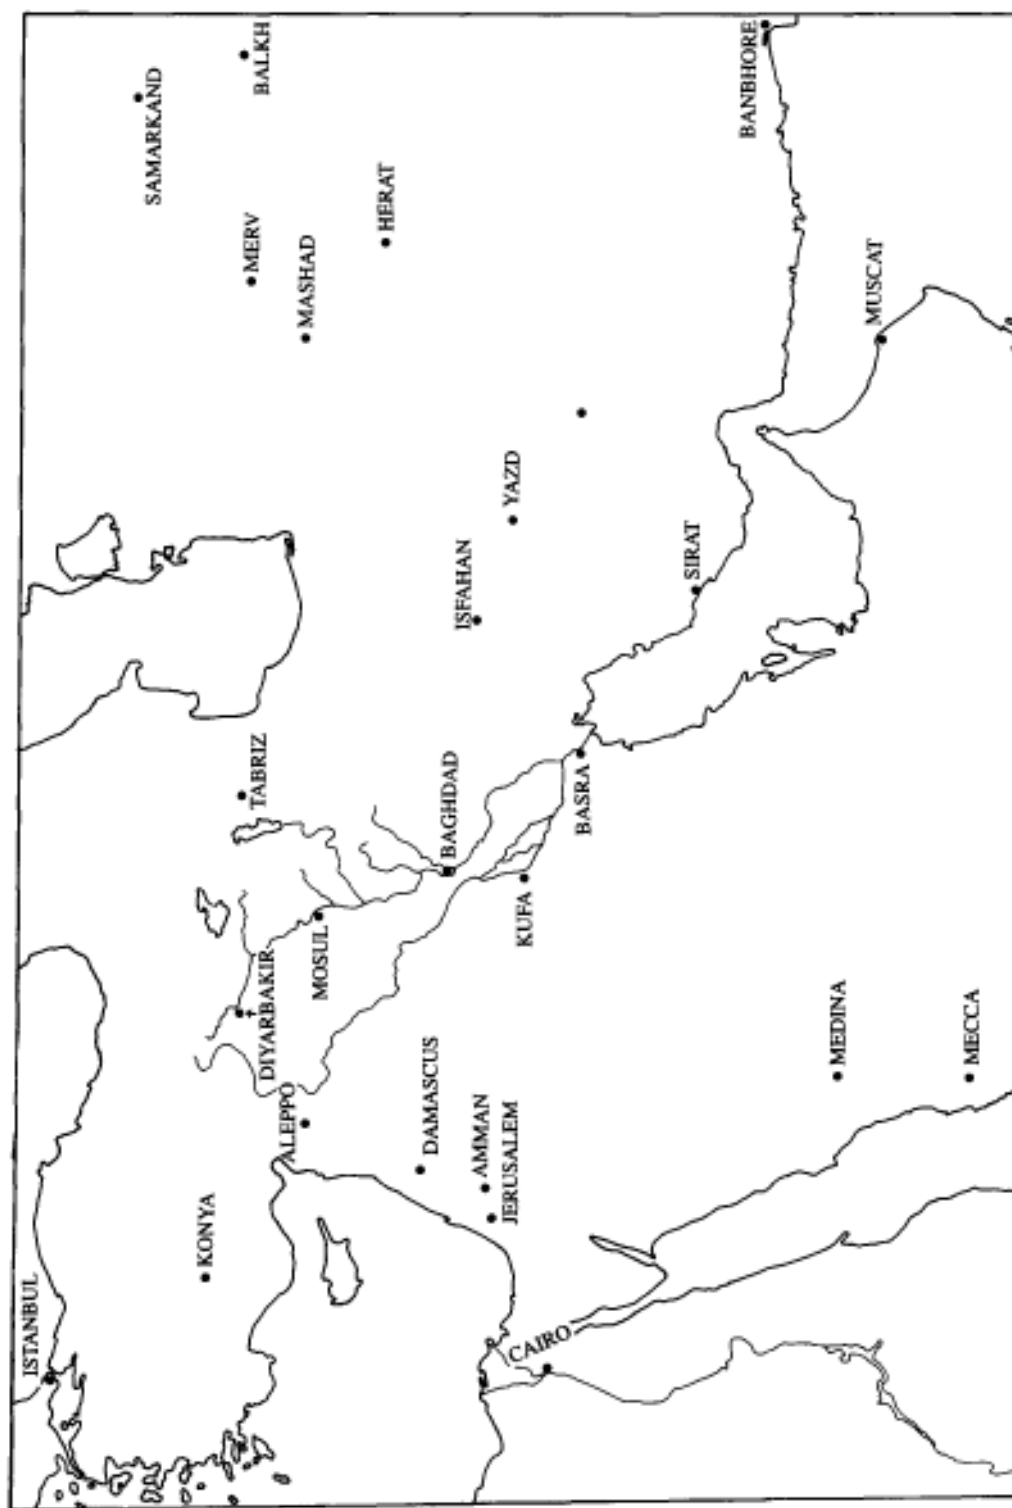 ISTANBUL
KONYA
ALEPPO
DIYARBAKIR
MOSUL
TABRIZ
SAMARKAND
BALKH
MERV
MASHAD
HERAT
DAMASCUS
AMMAN
JERUSALEM
CAIRO
BAGHDAD
KUFA
BASRA
ISFAHAN
YAZD
SIRAT
BANBHORE
MUSCAT
MEDINA
MECCA